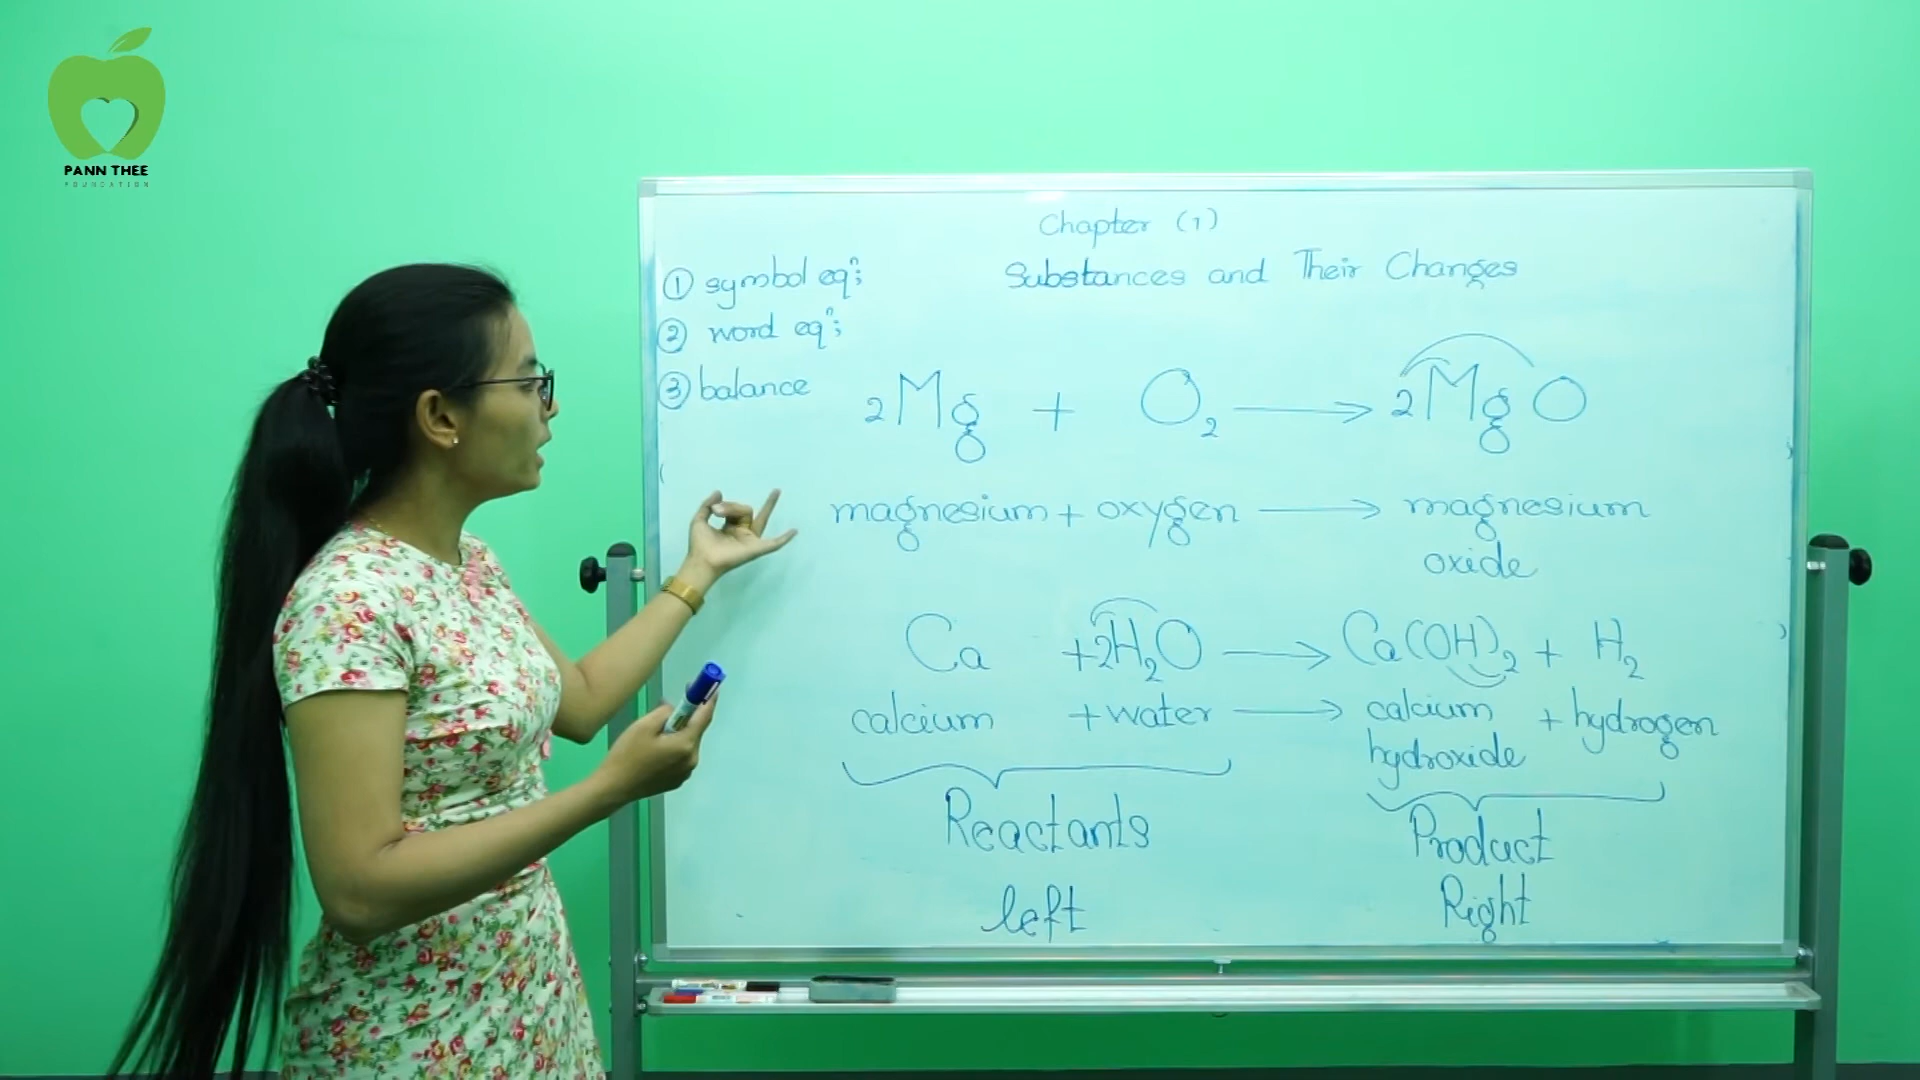 PANN THEE
FOUNDATION
Chapter (1)
Substances and Their Changes
① symbol eqⁿ;
② word eqⁿ;
③ balance
2Mg + O₂ ⟶ 2MgO
magnesium + oxygen ⟶ magnesium
oxide
Ca + 2H₂O ⟶ Ca(OH)₂ + H₂
calcium + water ⟶ calcium + hydrogen
hydroxide
Reactants Product
left Right